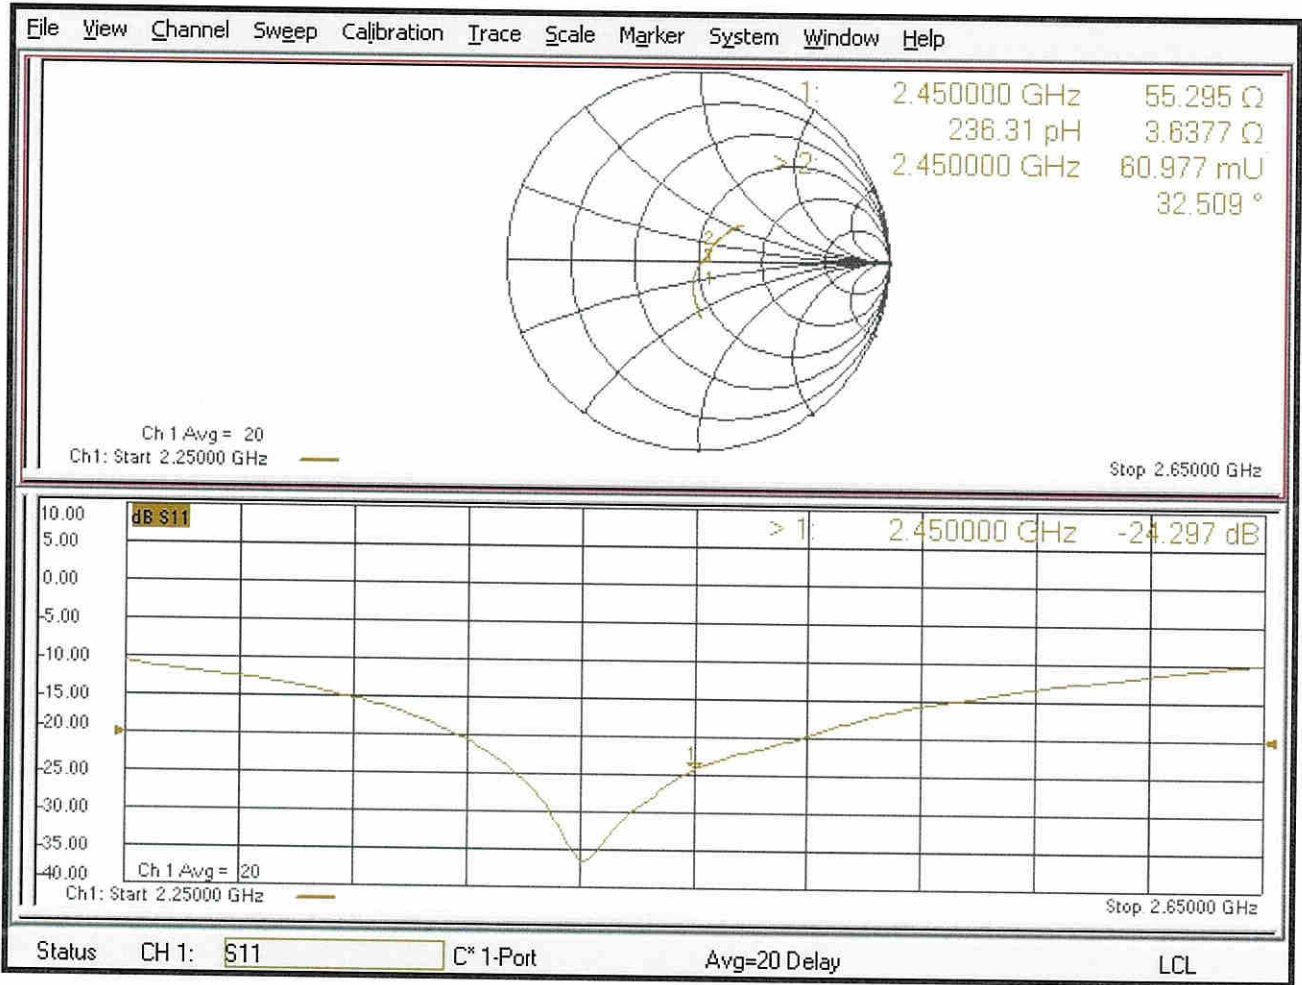 File View Channel Sweep Calibration Trace Scale Marker System Window Help
1: 2.450000 GHz 55.295 Ω
236.31 pH 3.6377 Ω
> 2: 2.450000 GHz 60.977 mU
32.509 °
2
1
Ch 1 Avg = 20
Ch1: Start 2.25000 GHz
Stop 2.65000 GHz
10.00
dB S11
> 1: 2.450000 GHz -24.297 dB
5.00
0.00
-5.00
-10.00
-15.00
-20.00
1
-25.00
-30.00
-35.00
-40.00
Ch 1 Avg = 20
Ch1: Start 2.25000 GHz
Stop 2.65000 GHz
Status CH 1: S11 C* 1-Port Avg=20 Delay LCL